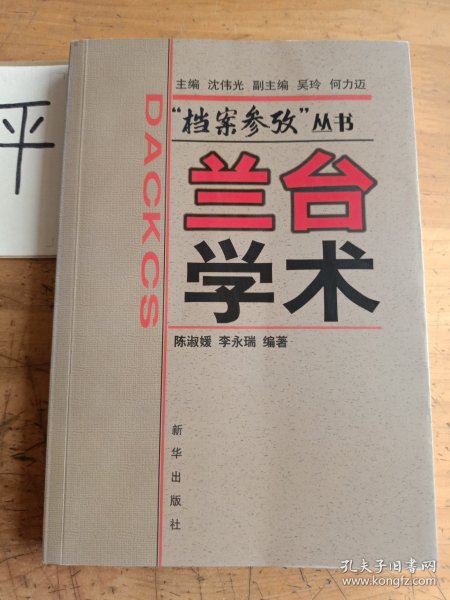 平
主编 沈伟光 副主编 吴玲 何力迈
“档案参攷”丛书
兰台
学术
DACKCS
陈淑媛 李永瑞 编著
新华出版社
孔夫子旧书网
www.kongfz.com